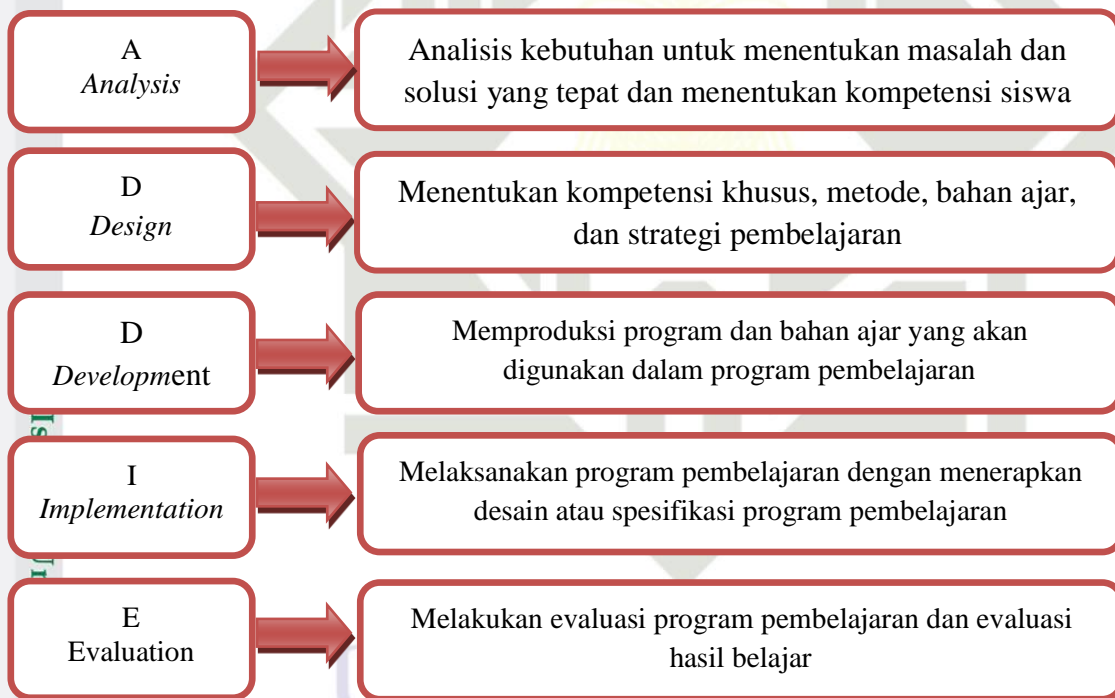 A
Analysis
Analisis kebutuhan untuk menentukan masalah dan
solusi yang tepat dan menentukan kompetensi siswa
D
Design
Menentukan kompetensi khusus, metode, bahan ajar,
dan strategi pembelajaran
D
Development
Memproduksi program dan bahan ajar yang akan
digunakan dalam program pembelajaran
I
Implementation
Melaksanakan program pembelajaran dengan menerapkan
desain atau spesifikasi program pembelajaran
E
Evaluation
Melakukan evaluasi program pembelajaran dan evaluasi
hasil belajar